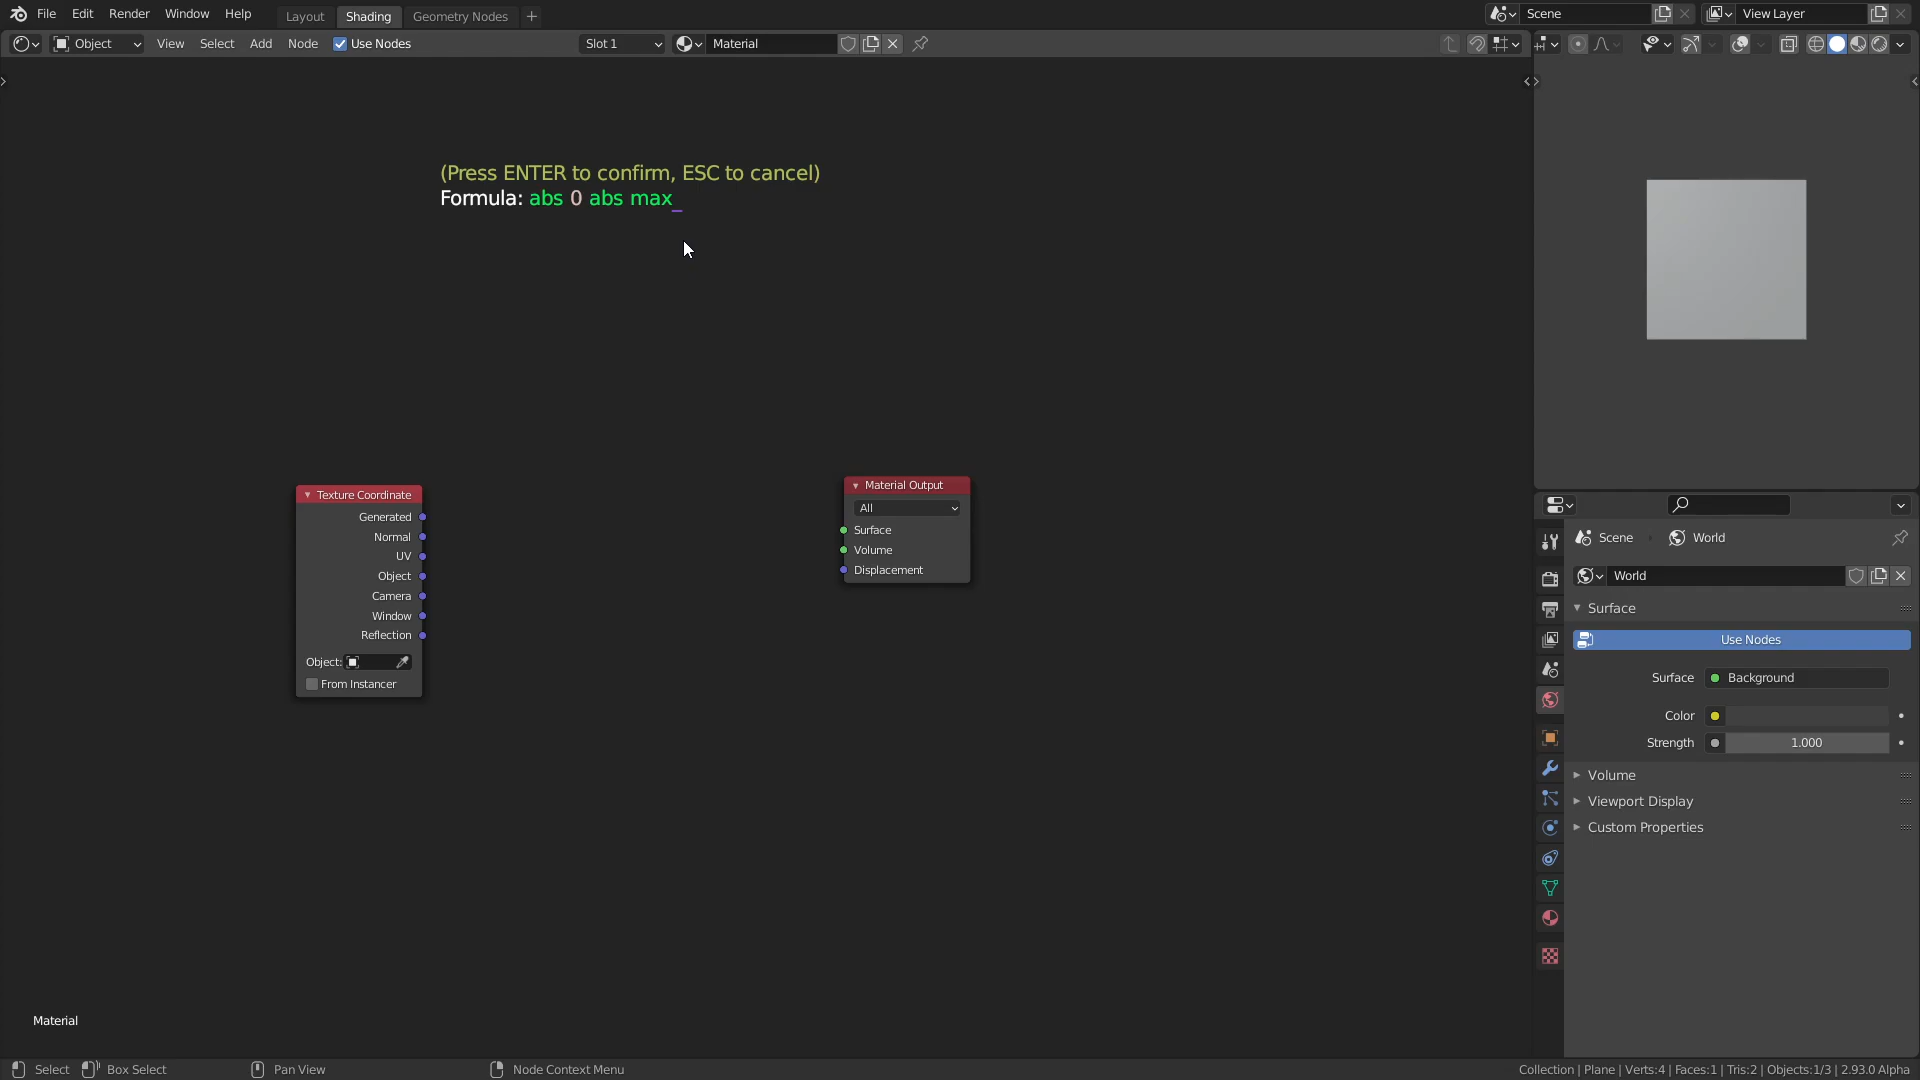 File Edit Render Window Help Layout Shading Geometry Nodes + Scene View Layer
Object View Select Add Node Use Nodes Slot 1 Material
(Press ENTER to confirm, ESC to cancel)
Formula: abs 0 abs max_
Texture Coordinate
Generated
Normal
UV
Object
Camera
Window
Reflection
Object:
From Instancer
Material Output
All
Surface
Volume
Displacement
Scene World
World
Surface
Use Nodes
Surface Background
Color
Strength 1.000
Volume
Viewport Display
Custom Properties
Material
Select Box Select Pan View Node Context Menu Collection | Plane | Verts:4 | Faces:1 | Tris:2 | Objects:1/3 | 2.93.0 Alpha